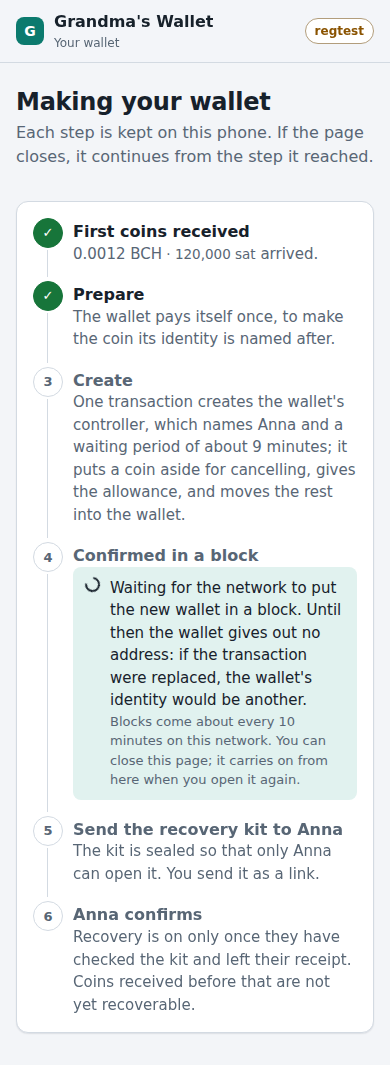 G
Grandma's Wallet
Your wallet
regtest
Making your wallet
Each step is kept on this phone. If the page
closes, it continues from the step it reached.
✓
First coins received
0.0012 BCH · 120,000 sat arrived.
✓
Prepare
The wallet pays itself once, to make
the coin its identity is named after.
3
Create
One transaction creates the wallet's
controller, which names Anna and a
waiting period of about 9 minutes; it
puts a coin aside for cancelling, gives
the allowance, and moves the rest
into the wallet.
4
Confirmed in a block
Waiting for the network to put
the new wallet in a block. Until
then the wallet gives out no
address: if the transaction
were replaced, the wallet's
identity would be another.
Blocks come about every 10
minutes on this network. You can
close this page; it carries on from
here when you open it again.
5
Send the recovery kit to Anna
The kit is sealed so that only Anna
can open it. You send it as a link.
6
Anna confirms
Recovery is on only once they have
checked the kit and left their receipt.
Coins received before that are not
yet recoverable.